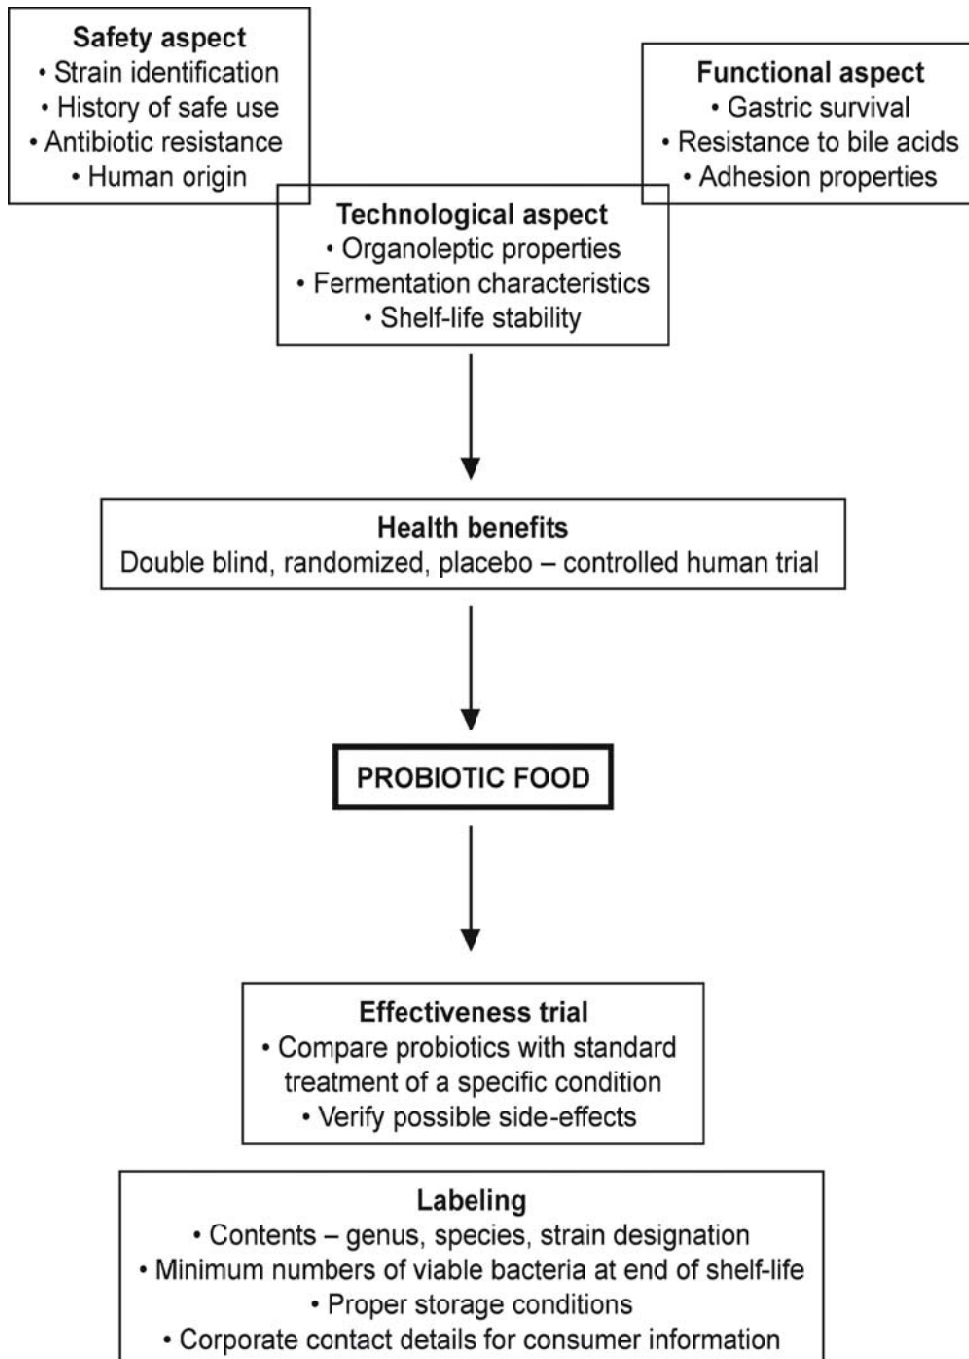 Safety aspect
• Strain identification
• History of safe use
• Antibiotic resistance
• Human origin
Functional aspect
• Gastric survival
• Resistance to bile acids
• Adhesion properties
Technological aspect
• Organoleptic properties
• Fermentation characteristics
• Shelf-life stability
Health benefits
Double blind, randomized, placebo – controlled human trial
PROBIOTIC FOOD
Effectiveness trial
• Compare probiotics with standard
treatment of a specific condition
• Verify possible side-effects
Labeling
• Contents – genus, species, strain designation
• Minimum numbers of viable bacteria at end of shelf-life
• Proper storage conditions
• Corporate contact details for consumer information